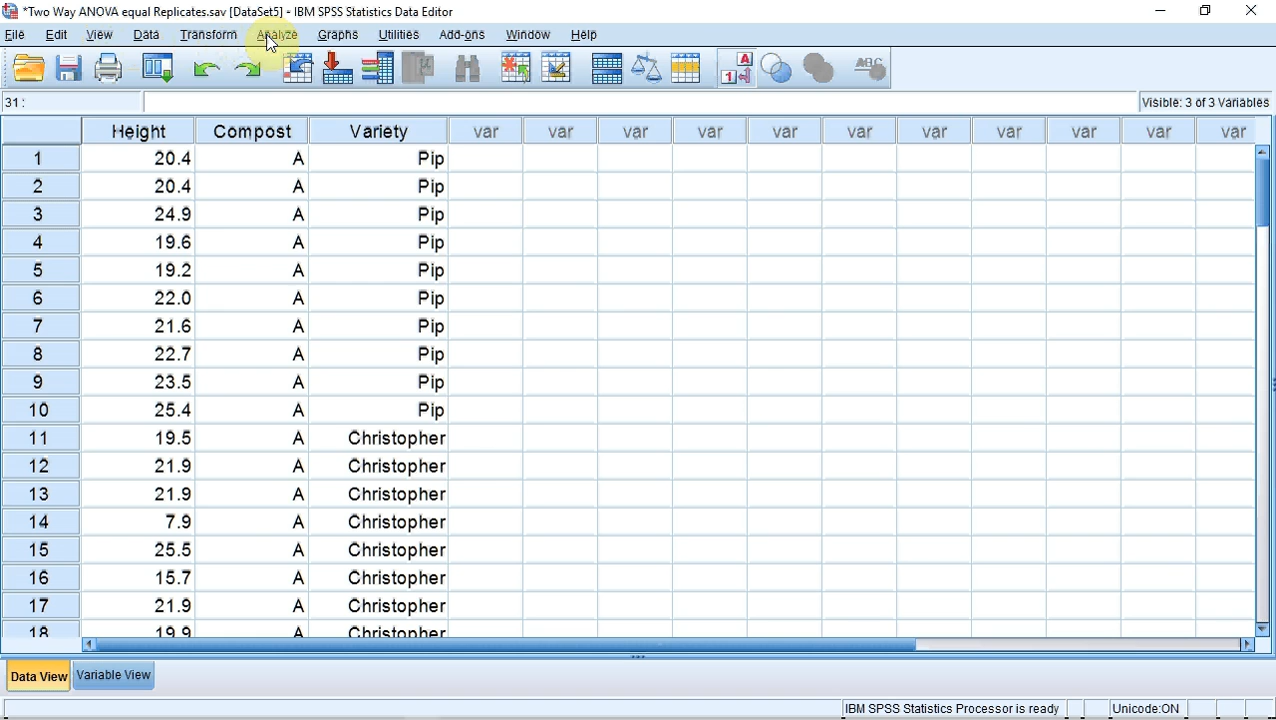 *Two Way ANOVA equal Replicates.sav [DataSet5] - IBM SPSS Statistics Data Editor
File Edit View Data Transform Analyze Graphs Utilities Add-ons Window Help
31 :
Visible: 3 of 3 Variables
Height Compost Variety var var var var var var var var var var var
1 20.4 A Pip
2 20.4 A Pip
3 24.9 A Pip
4 19.6 A Pip
5 19.2 A Pip
6 22.0 A Pip
7 21.6 A Pip
8 22.7 A Pip
9 23.5 A Pip
10 25.4 A Pip
11 19.5 A Christopher
12 21.9 A Christopher
13 21.9 A Christopher
14 7.9 A Christopher
15 25.5 A Christopher
16 15.7 A Christopher
17 21.9 A Christopher
18 19.9 A Christopher
Data View Variable View
IBM SPSS Statistics Processor is ready Unicode:ON